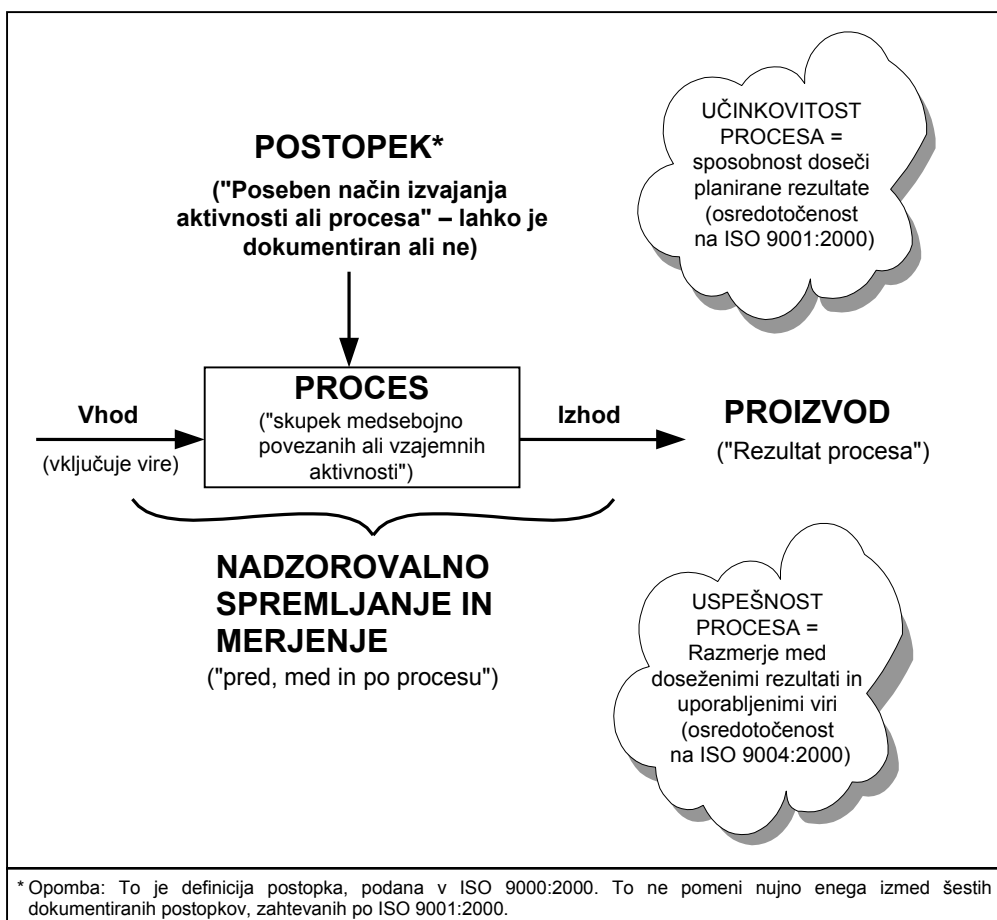 POSTOPEK*
("Poseben način izvajanja
aktivnosti ali procesa" – lahko je
dokumentiran ali ne)
UČINKOVITOST
PROCESA =
sposobnost doseči
planirane rezultate
(osredotočenost
na ISO 9001:2000)
Vhod
(vključuje vire)
PROCES
("skupek medsebojno
povezanih ali vzajemnih
aktivnosti")
Izhod
PROIZVOD
("Rezultat procesa")
NADZOROVALNO
SPREMLJANJE IN
MERJENJE
("pred, med in po procesu")
USPEŠNOST
PROCESA =
Razmerje med
doseženimi rezultati in
uporabljenimi viri
(osredotočenost
na ISO 9004:2000)
* Opomba: To je definicija postopka, podana v ISO 9000:2000. To ne pomeni nujno enega izmed šestih
dokumentiranih postopkov, zahtevanih po ISO 9001:2000.